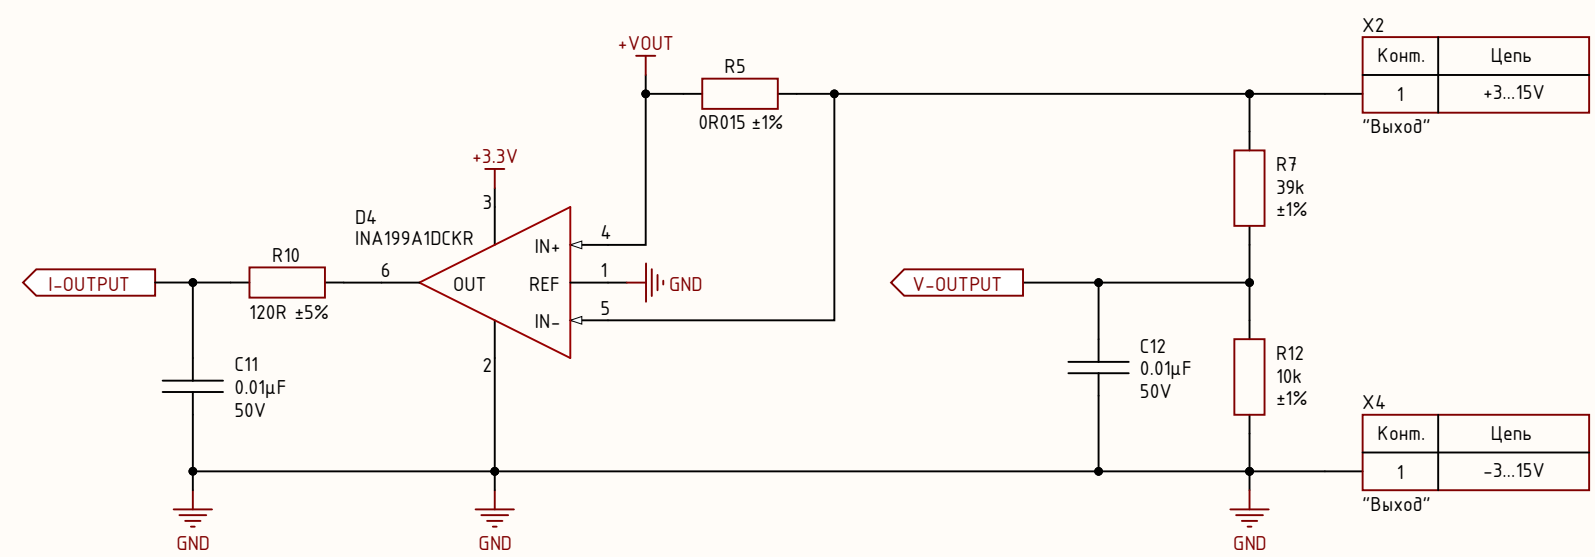 X2
Конт. Цепь
1 +3...15V
"Выход"
+VOUT
R5
0R015 ±1%
+3.3V
3
D4
INA199A1DCKR
IN+ 4
OUT
REF 1 GND
IN- 5
6
2
R10
120R ±5%
I-OUTPUT
C11
0.01µF
50V
V-OUTPUT
C12
0.01µF
50V
R7
39k
±1%
R12
10k
±1%
X4
Конт. Цепь
1 -3...15V
"Выход"
GND
GND
GND